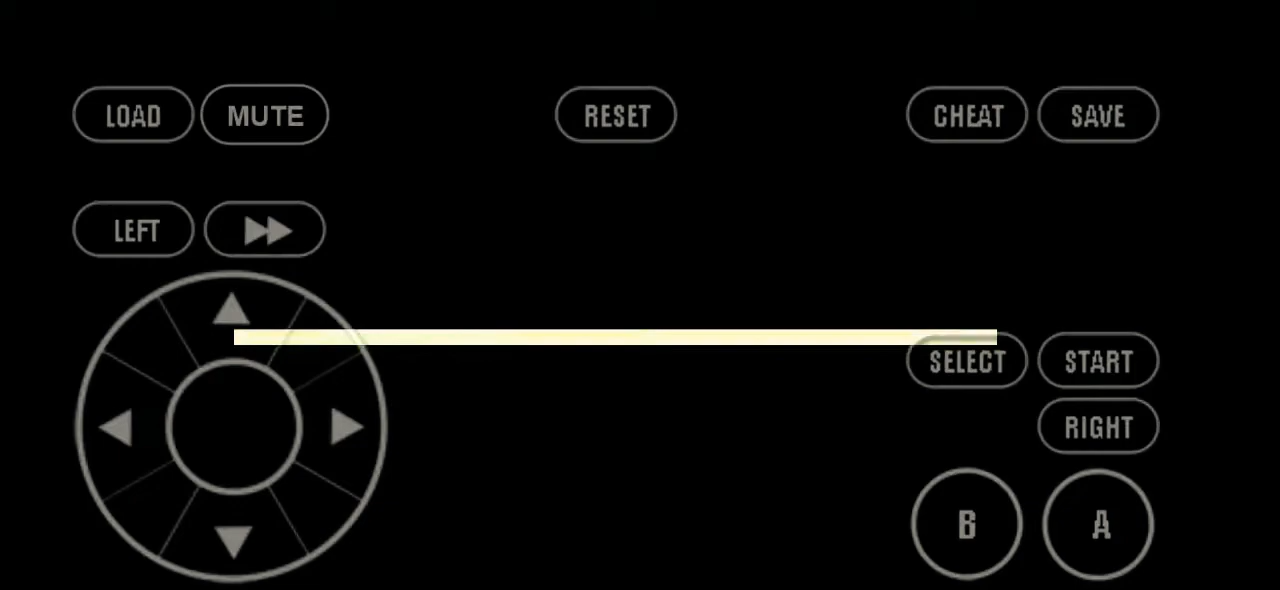 LOAD MUTE RESET CHEAT SAVE
LEFT
SELECT START
RIGHT
B A